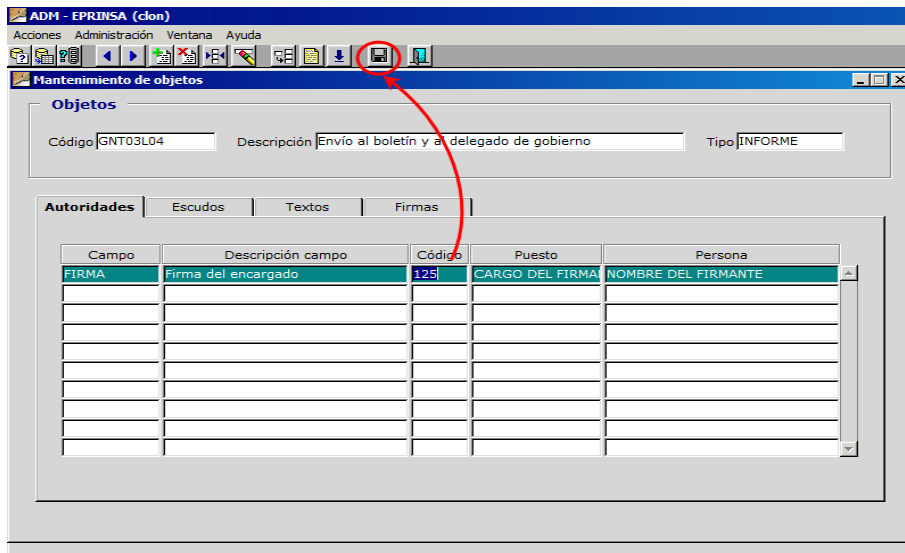 ADM - EPRINSA (clon)
Acciones Administración Ventana Ayuda
Mantenimiento de objetos
Objetos
Código GNT03L04 Descripción Envío al boletín y al delegado de gobierno Tipo INFORME
Autoridades Escudos Textos Firmas
Campo Descripción campo Código Puesto Persona
FIRMA Firma del encargado 125 CARGO DEL FIRMA NOMBRE DEL FIRMANTE